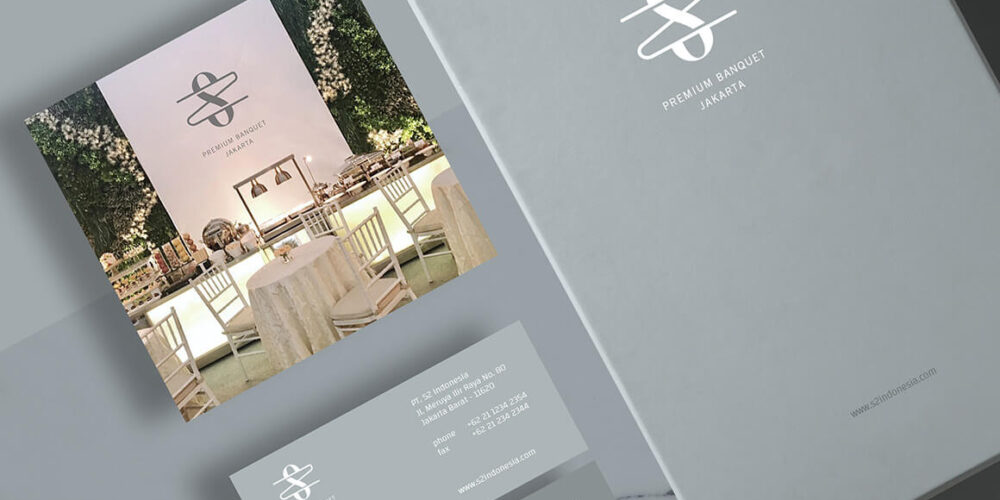 PREMIUM BANQUET
JAKARTA
PREMIUM BANQUET
JAKARTA
PT. S2 Indonesia
Jl. Meruya Ilir Raya No. 80
Jakarta Barat - 11620
phone +62 21 1234 2354
fax +62 21 234 2344
www.s2indonesia.com
www.s2indonesia.com